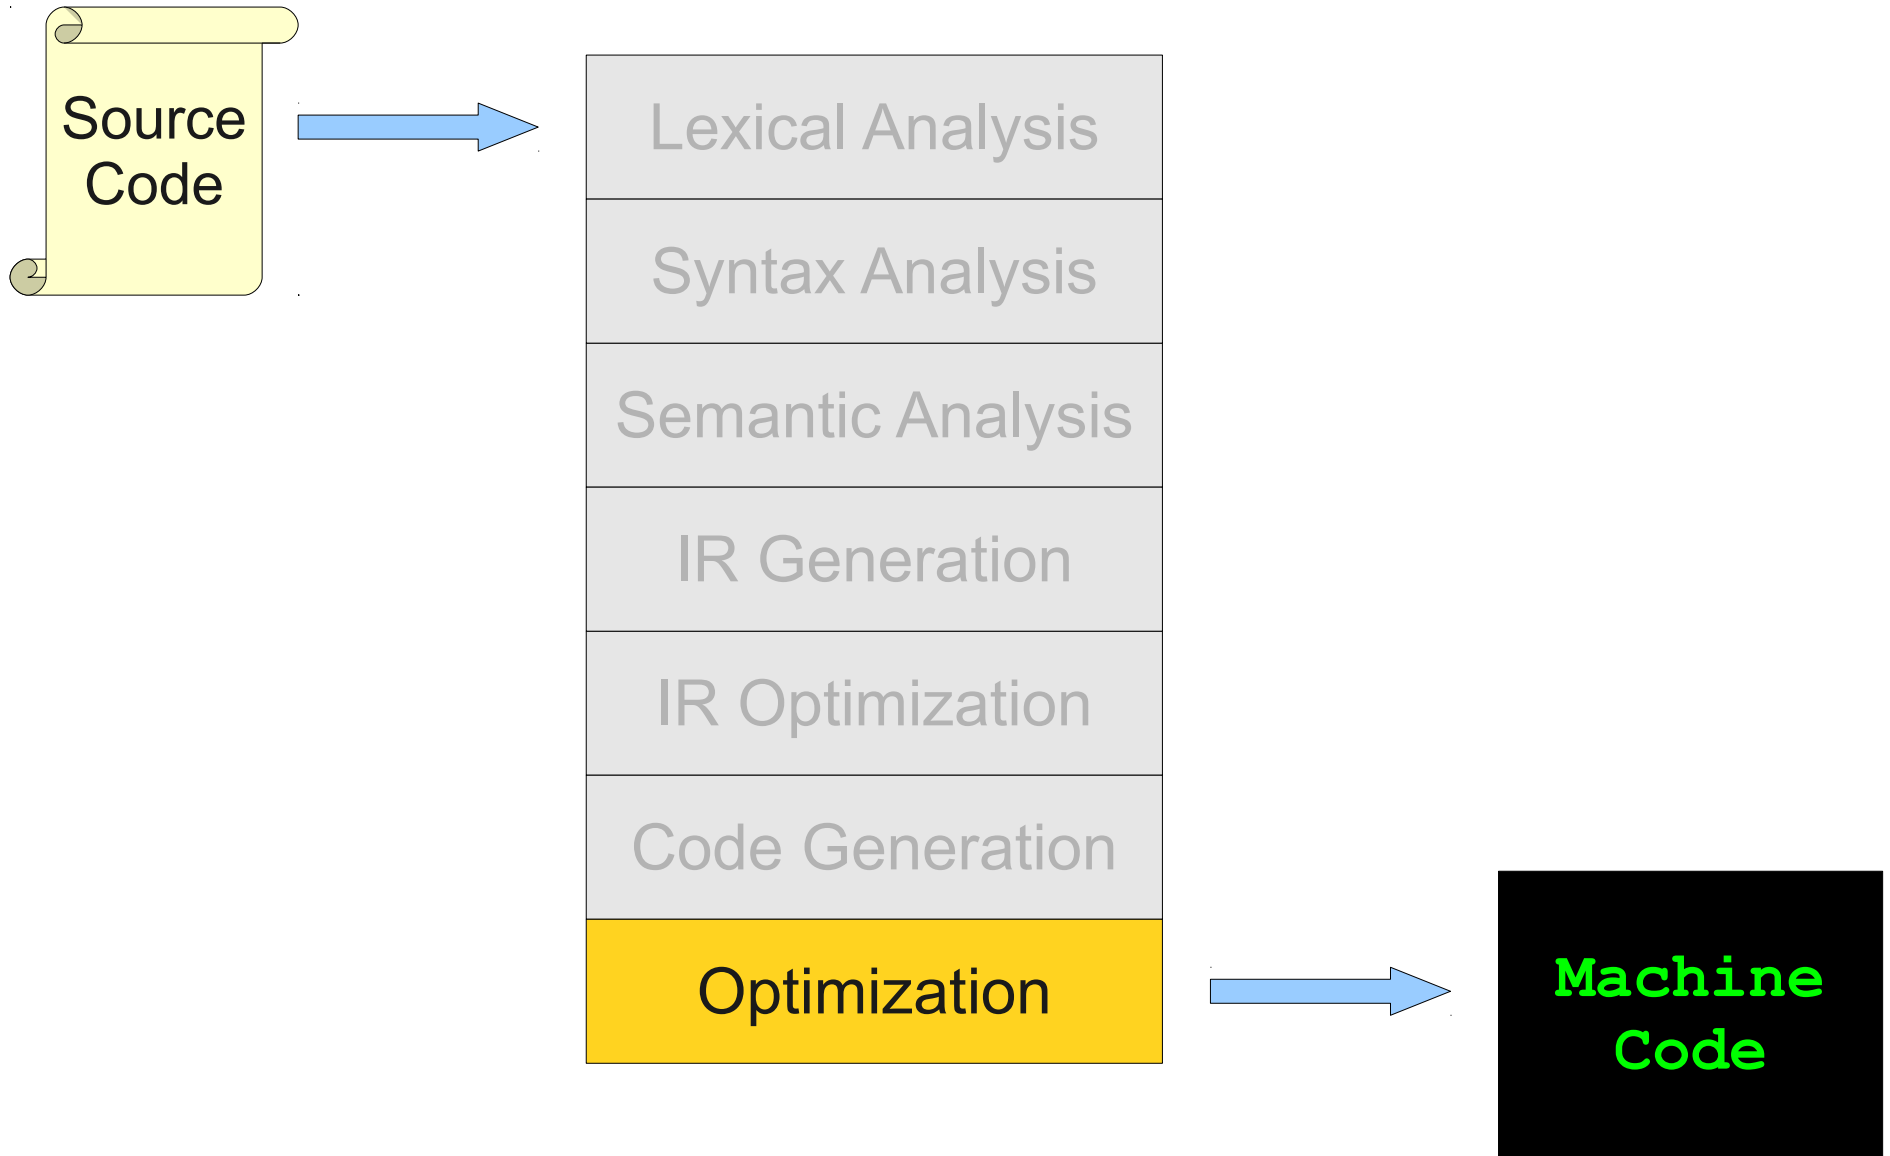 Source
Code
Lexical Analysis
Syntax Analysis
Semantic Analysis
IR Generation
IR Optimization
Code Generation
Optimization
Machine
Code